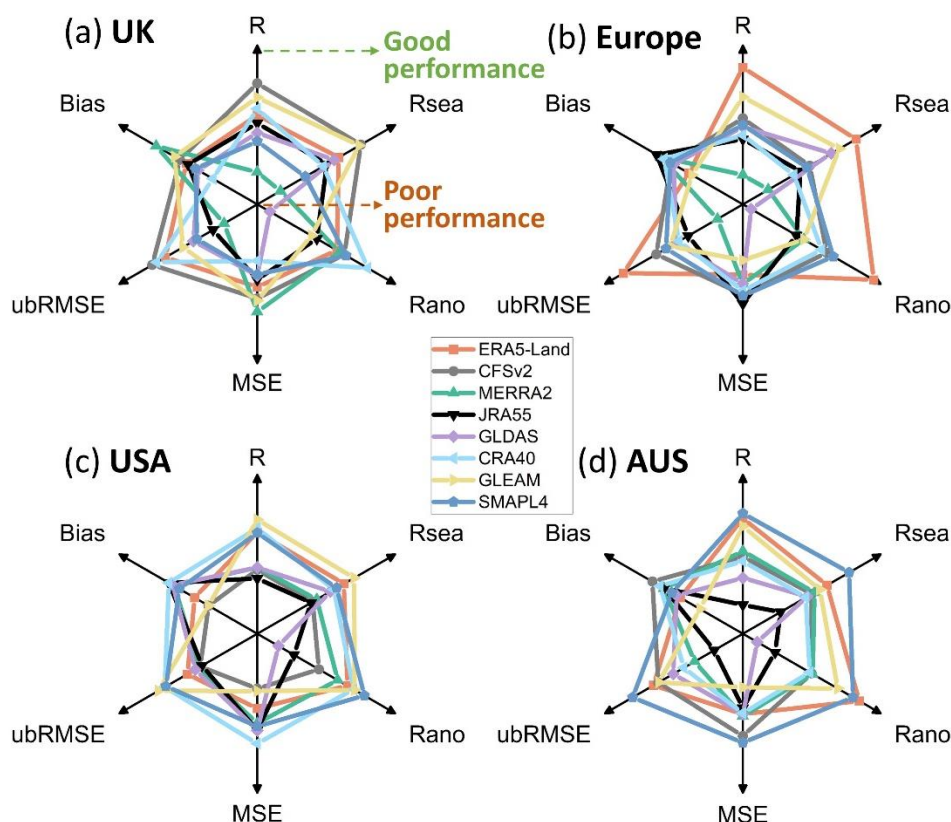 (a) UK
R
Good
performance
Bias
Rsea
Poor
performance
ubRMSE
Rano
MSE
(b) Europe
R
Bias
Rsea
ubRMSE
Rano
MSE
ERA5-Land
CFSv2
MERRA2
JRA55
GLDAS
CRA40
GLEAM
SMAPL4
(c) USA
R
Bias
Rsea
ubRMSE
Rano
MSE
(d) AUS
R
Bias
Rsea
ubRMSE
Rano
MSE